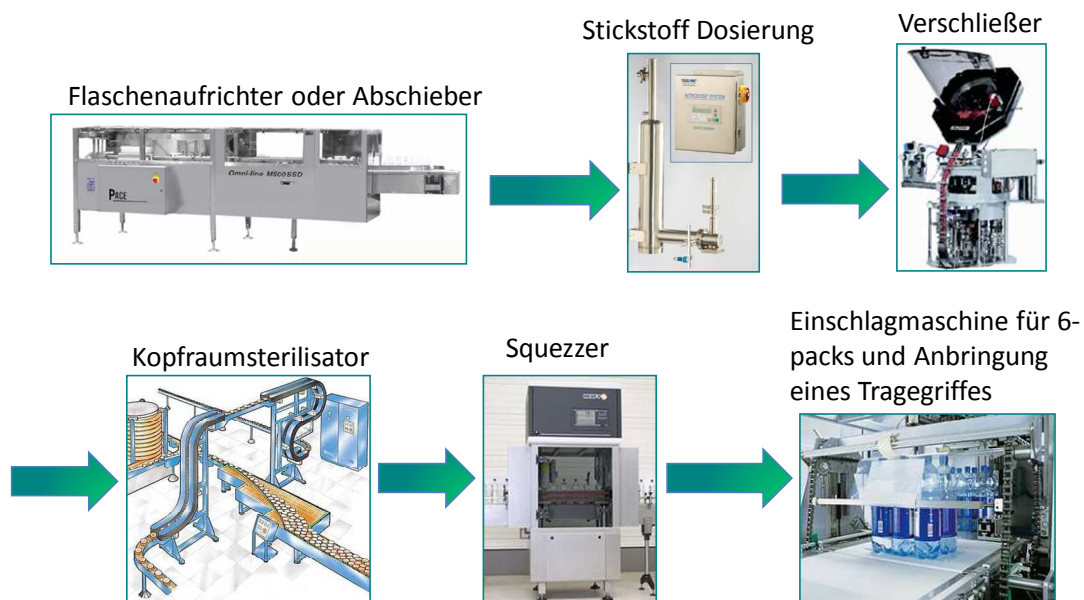 Stickstoff Dosierung
Verschließer
Flaschenaufrichter oder Abschieber
Omni-line M500SSD
PACE
Kopfraumsterilisator
Squezzer
Einschlagmaschine für 6-
packs und Anbringung
eines Tragegriffes